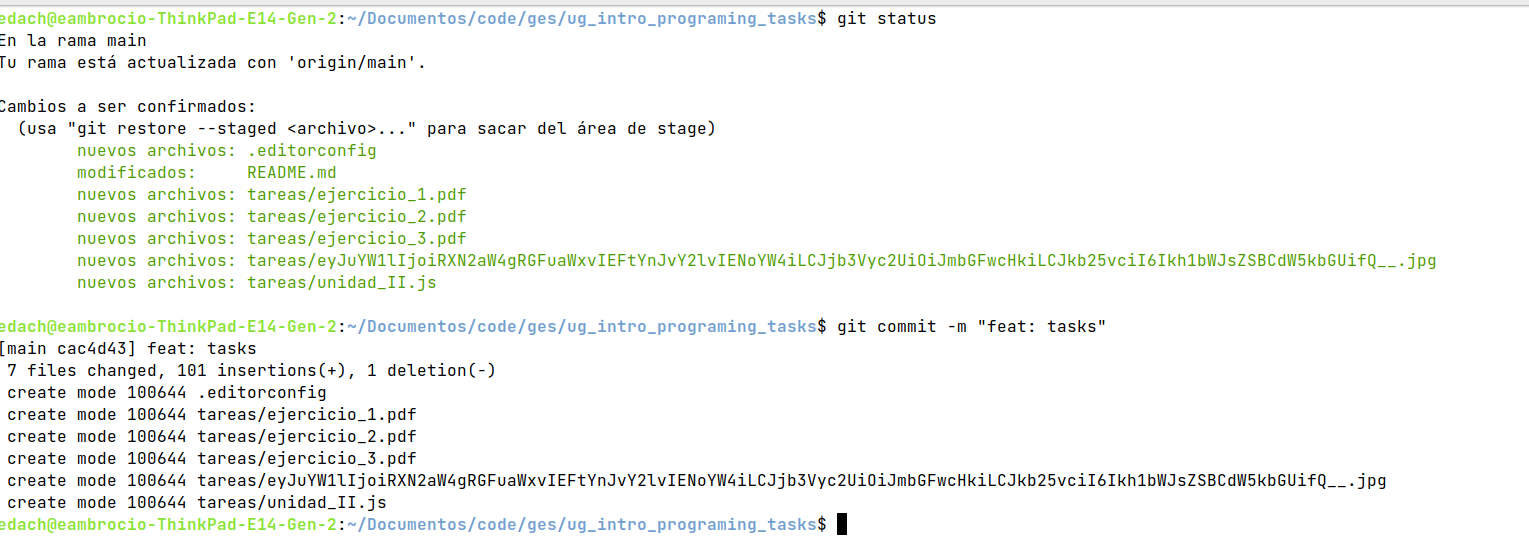 edach@eambrocio-ThinkPad-E14-Gen-2:~/Documentos/code/ges/ug_intro_programing_tasks$ git status
En la rama main
Tu rama está actualizada con 'origin/main'.
Cambios a ser confirmados:
  (usa "git restore --staged <archivo>..." para sacar del área de stage)
        nuevos archivos: .editorconfig
        modificados:     README.md
        nuevos archivos: tareas/ejercicio_1.pdf
        nuevos archivos: tareas/ejercicio_2.pdf
        nuevos archivos: tareas/ejercicio_3.pdf
        nuevos archivos: tareas/eyJuYW1lIjoiRXN2aW4gRGFuaWxvIEFtYnJvY2lvIENoYW4iLCJjb3Vyc2UiOiJmbGFwcHkiLCJkb25vciI6Ikh1bWJsZSBCdW5kbGUifQ__.jpg
        nuevos archivos: tareas/unidad_II.js
edach@eambrocio-ThinkPad-E14-Gen-2:~/Documentos/code/ges/ug_intro_programing_tasks$ git commit -m "feat: tasks"
[main cac4d43] feat: tasks
 7 files changed, 101 insertions(+), 1 deletion(-)
 create mode 100644 .editorconfig
 create mode 100644 tareas/ejercicio_1.pdf
 create mode 100644 tareas/ejercicio_2.pdf
 create mode 100644 tareas/ejercicio_3.pdf
 create mode 100644 tareas/eyJuYW1lIjoiRXN2aW4gRGFuaWxvIEFtYnJvY2lvIENoYW4iLCJjb3Vyc2UiOiJmbGFwcHkiLCJkb25vciI6Ikh1bWJsZSBCdW5kbGUifQ__.jpg
 create mode 100644 tareas/unidad_II.js
edach@eambrocio-ThinkPad-E14-Gen-2:~/Documentos/code/ges/ug_intro_programing_tasks$